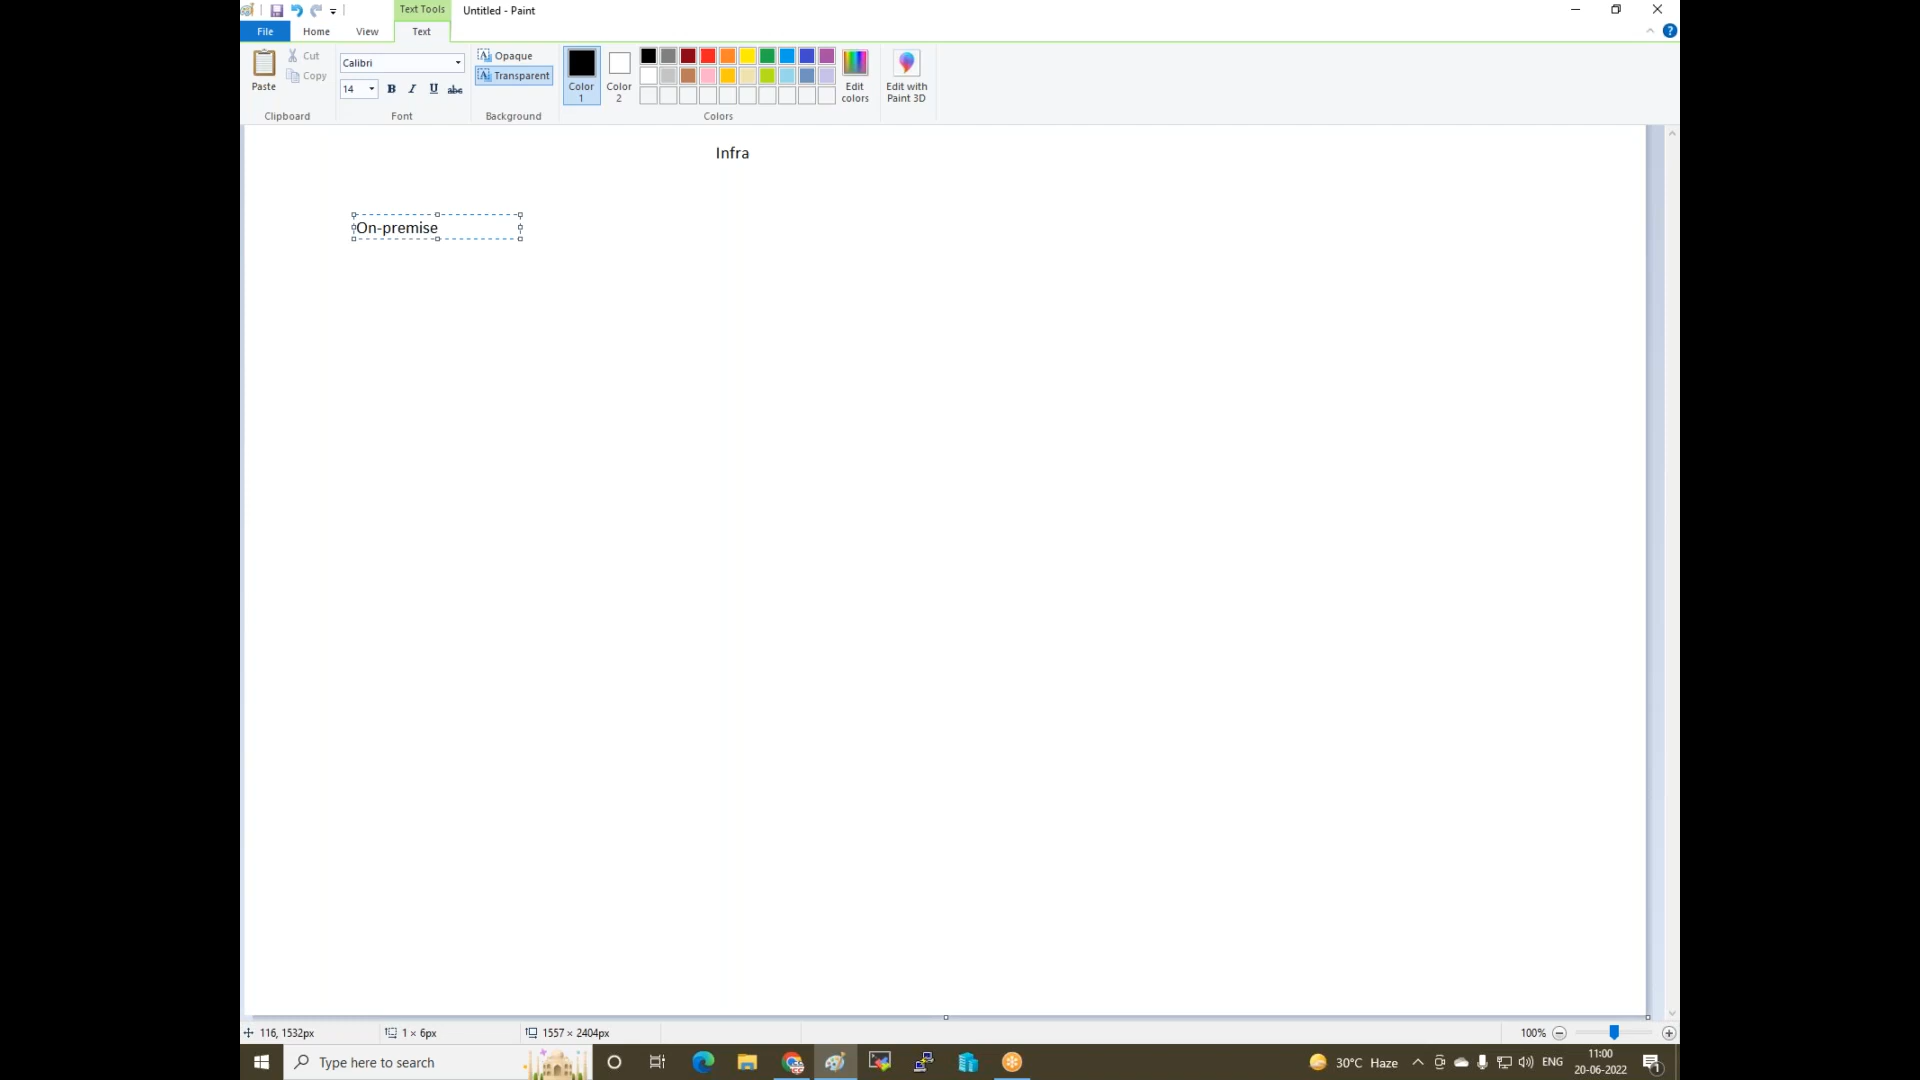 Text Tools
Untitled - Paint
File
Home
View
Text
Paste
Cut
Copy
Clipboard
Calibri
14
B I U abc
Font
Opaque
Transparent
Background
Color 1
Color 2
Edit colors
Colors
Edit with Paint 3D
Infra
On-premise
116, 1532px
1 × 6px
1557 × 2404px
100%
Type here to search
30°C Haze
ENG
11:00
20-06-2022
1